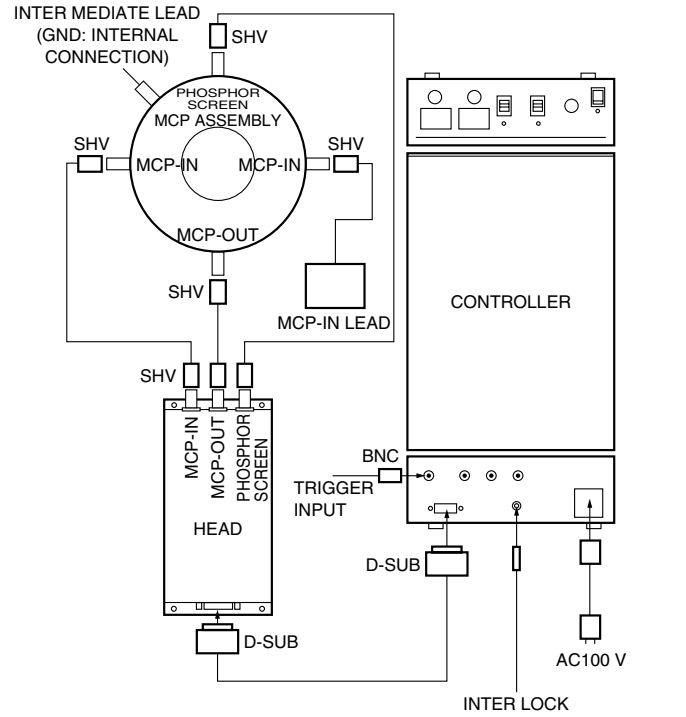 INTER MEDIATE LEAD
(GND: INTERNAL
CONNECTION)
SHV
PHOSPHOR
SCREEN
MCP ASSEMBLY
SHV
SHV
MCP-IN
MCP-IN
MCP-OUT
SHV
MCP-IN LEAD
CONTROLLER
SHV
MCP-IN
MCP-OUT
PHOSPHOR
SCREEN
HEAD
BNC
TRIGGER
INPUT
D-SUB
D-SUB
AC100 V
INTER LOCK